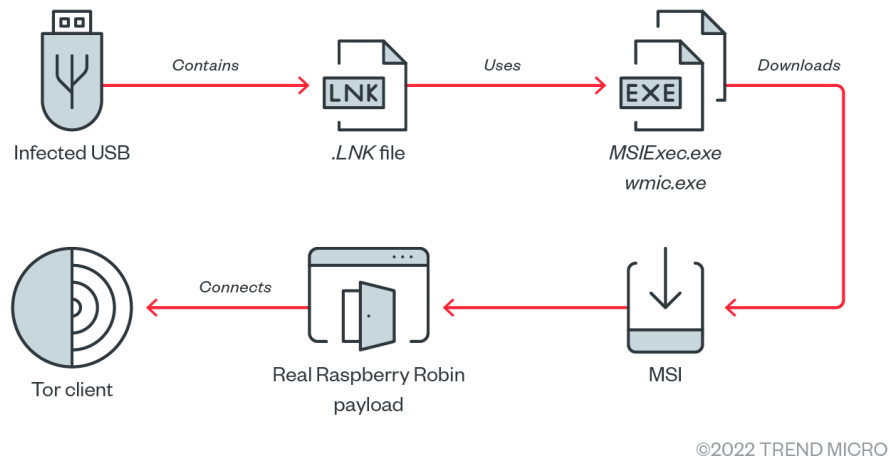 Contains
Uses
Downloads
LNK
EXE
Infected USB
.LNK file
MSIExec.exe
wmic.exe
Connects
Tor client
Real Raspberry Robin
payload
MSI
©2022 TREND MICRO